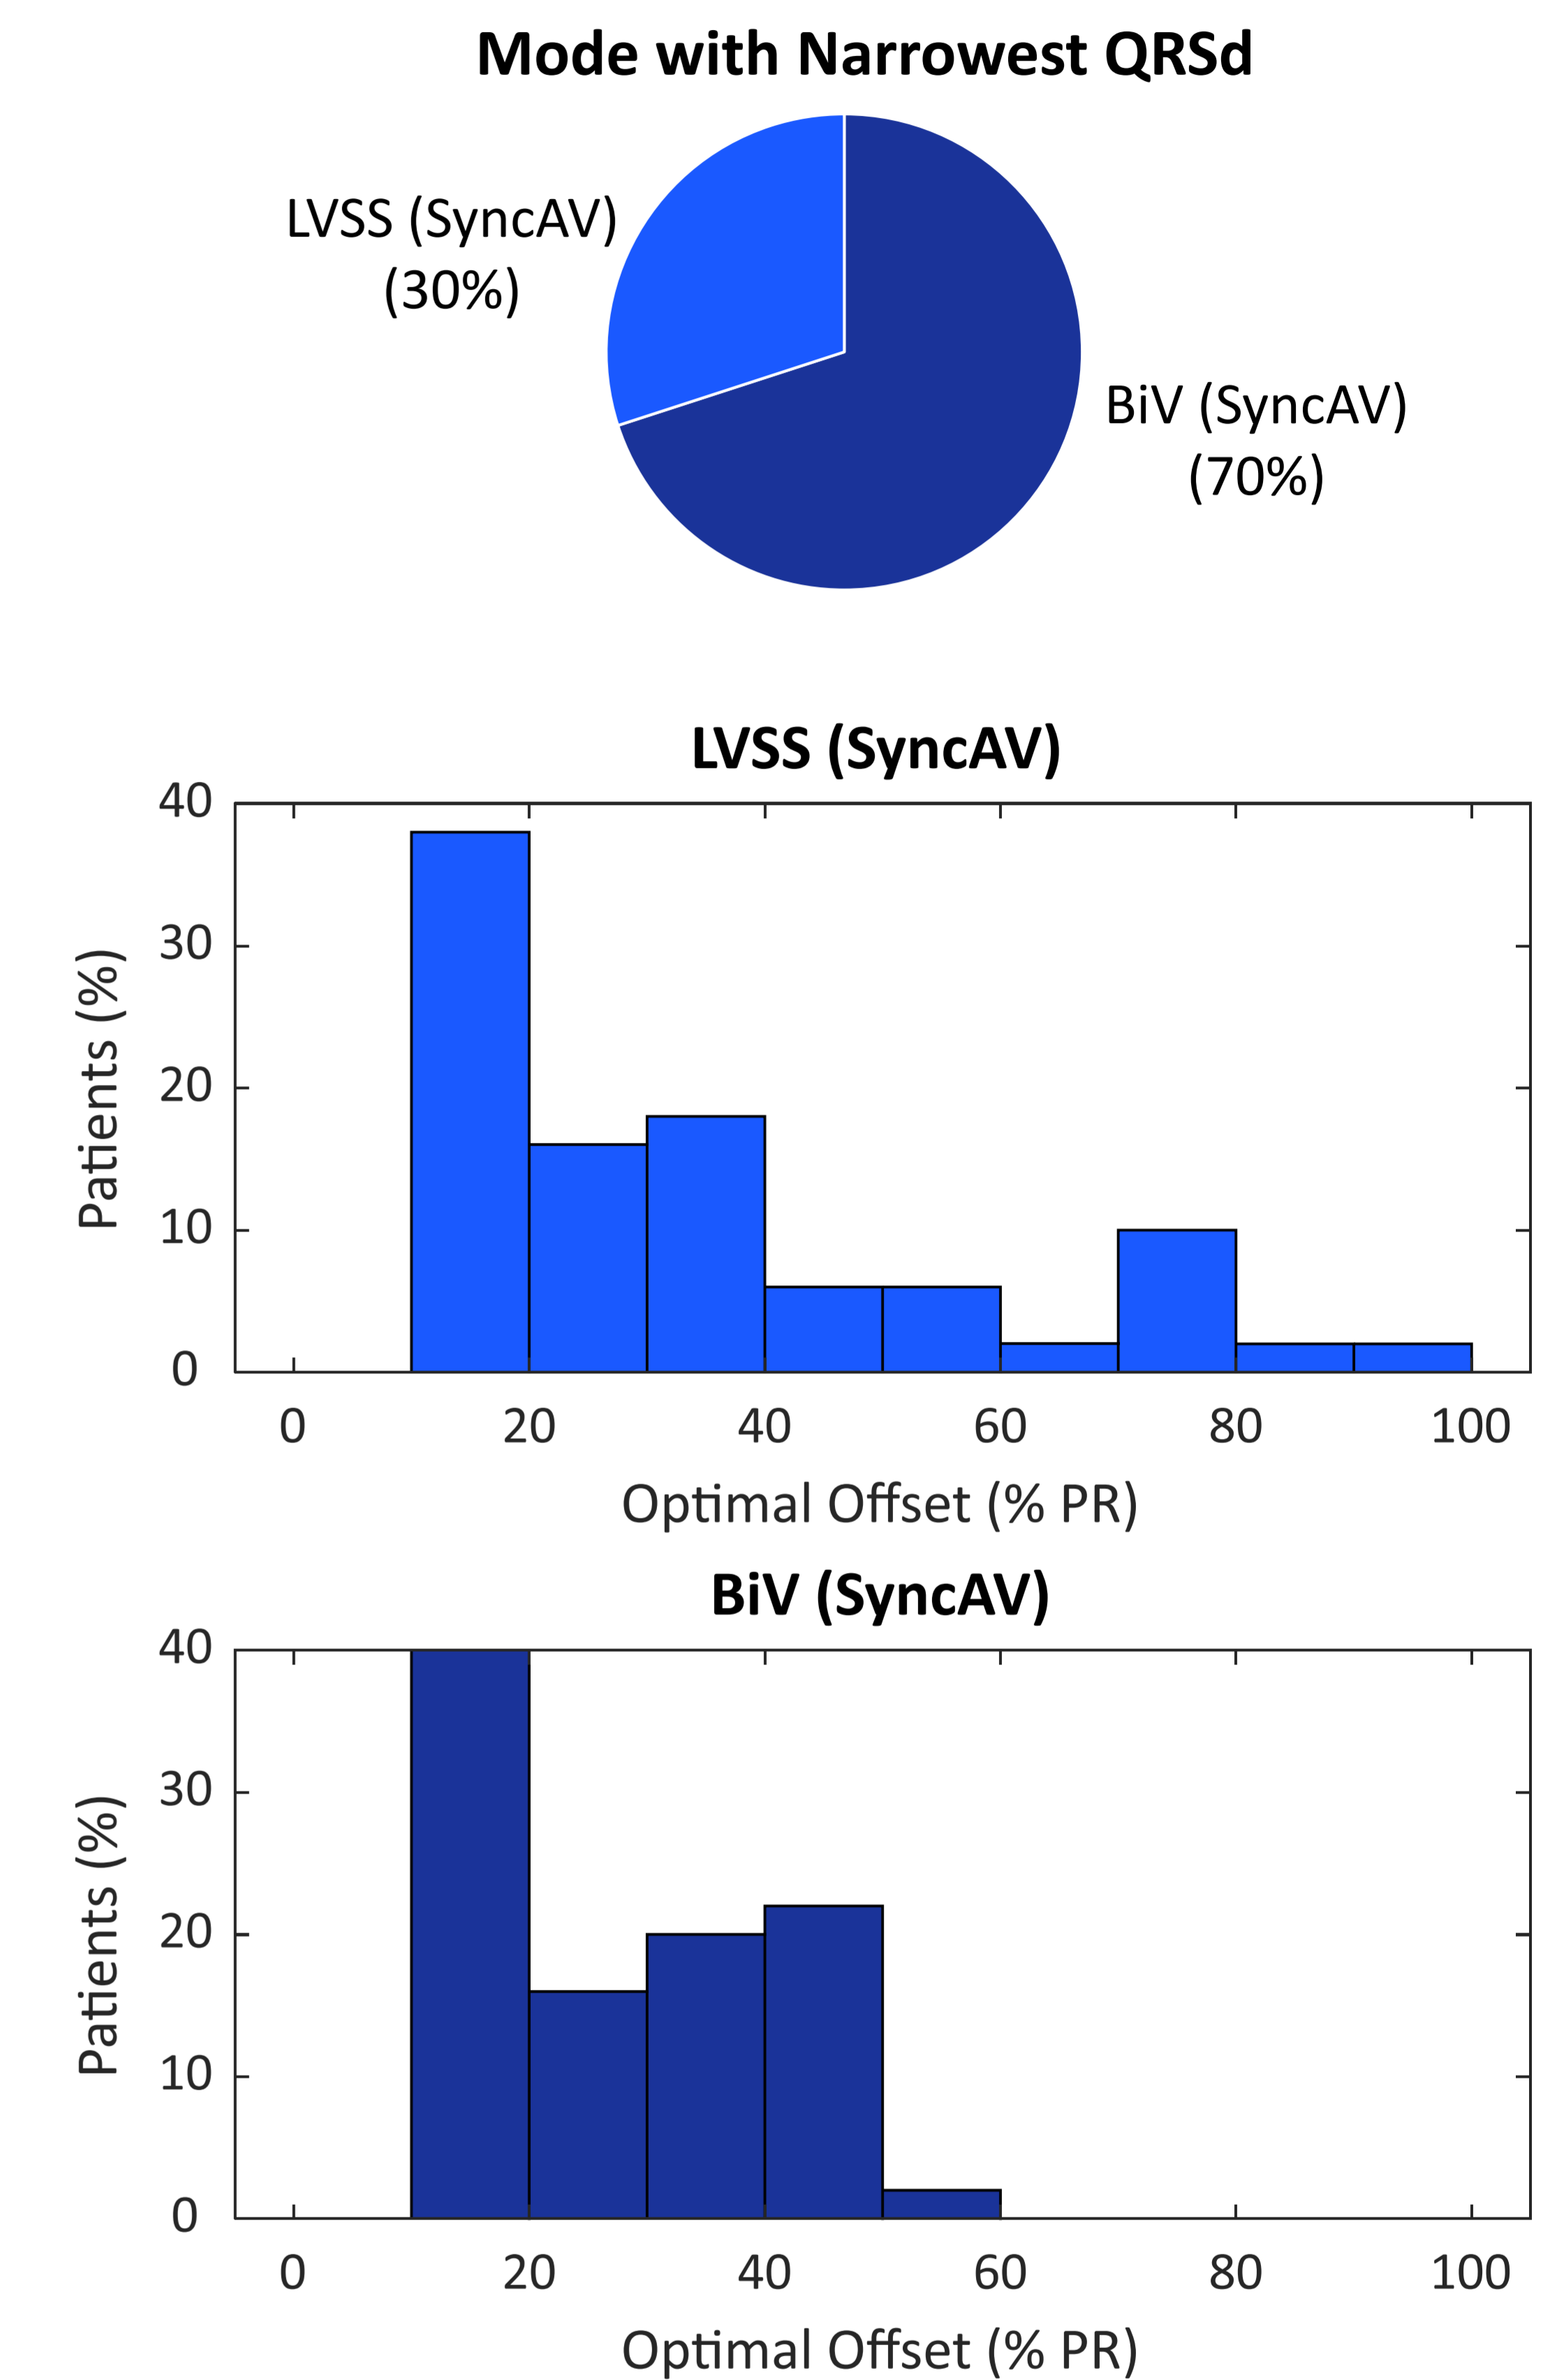 Mode with Narrowest QRSd
LVSS (SyncAV)
(30%)
BiV (SyncAV)
(70%)
LVSS (SyncAV)
40
30
20
10
0
Patients (%)
0 20 40 60 80 100
Optimal Offset (% PR)
BiV (SyncAV)
40
30
20
10
0
Patients (%)
0 20 40 60 80 100
Optimal Offset (% PR)